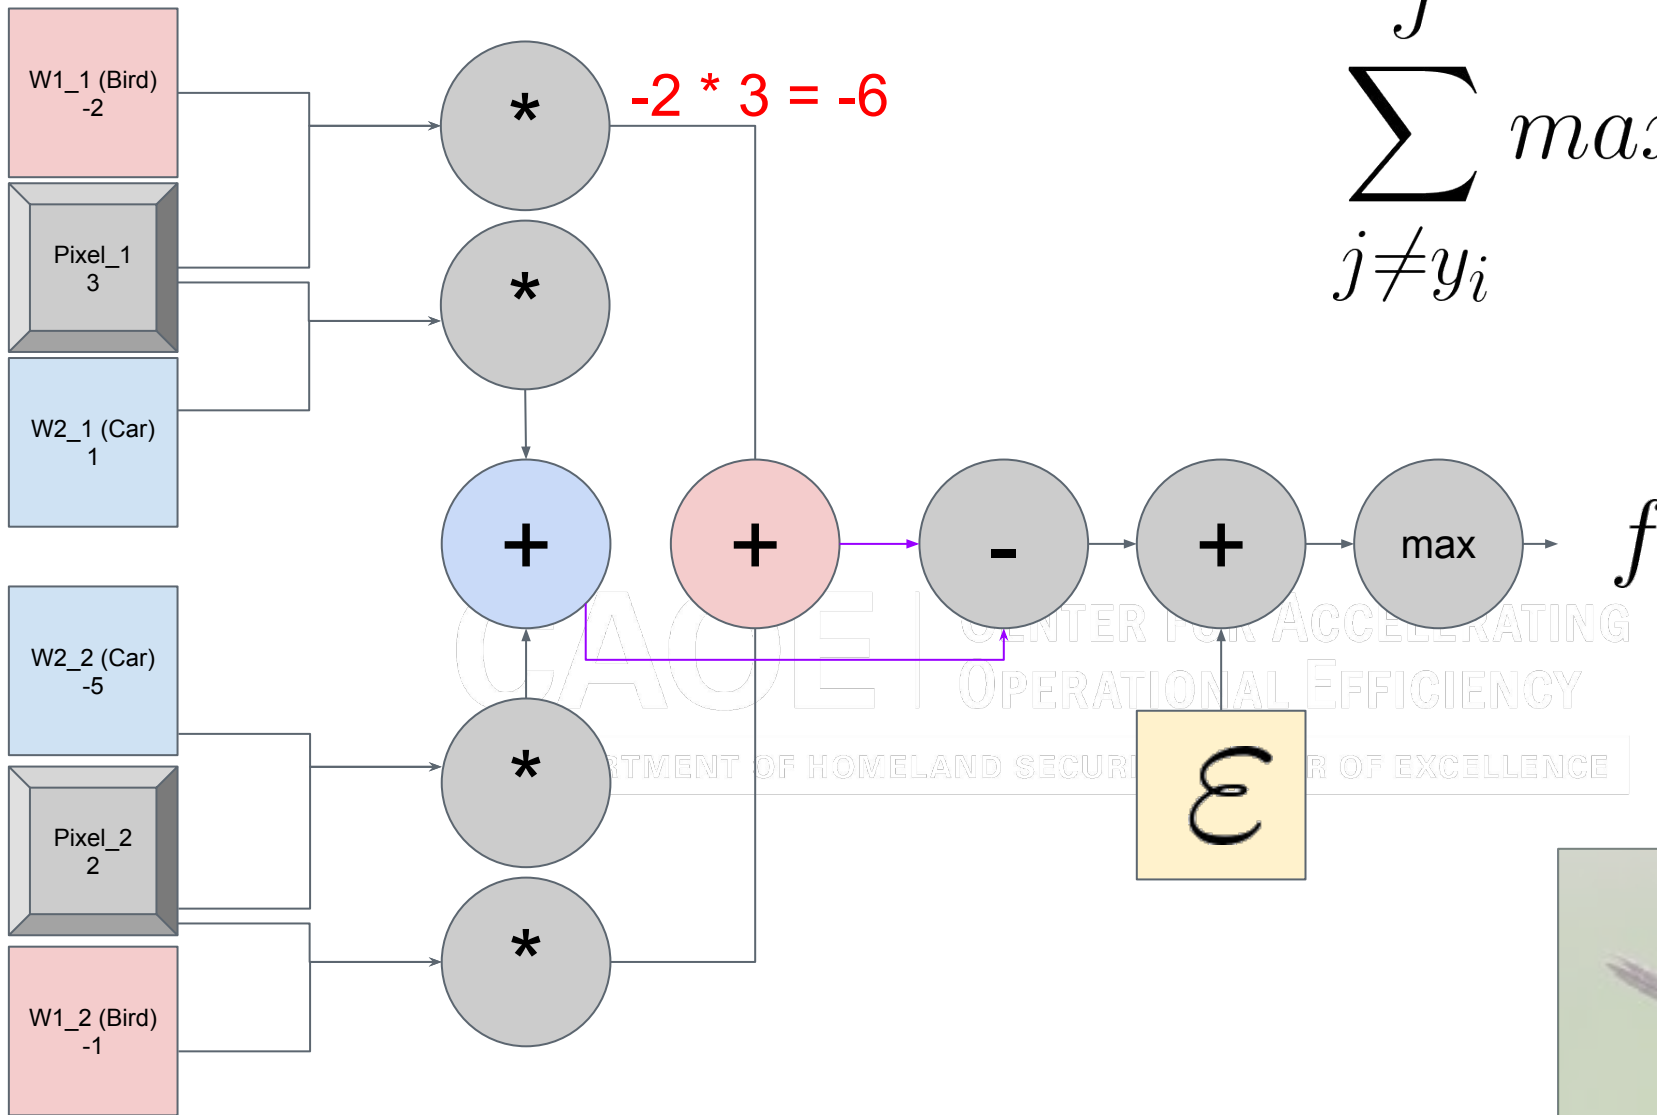 W1_1 (Bird)
-2
*
-2 * 3 = -6
Pixel_1
3
*
W2_1 (Car)
1
∑
j≠yi
+
+
-
+
max
f
W2_2 (Car)
-5
*
ε
Pixel_2
2
*
W1_2 (Bird)
-1
CAOE
CENTER FOR ACCELERATING
OPERATIONAL EFFICIENCY
OF HOMELAND
OF EXCELLENCE